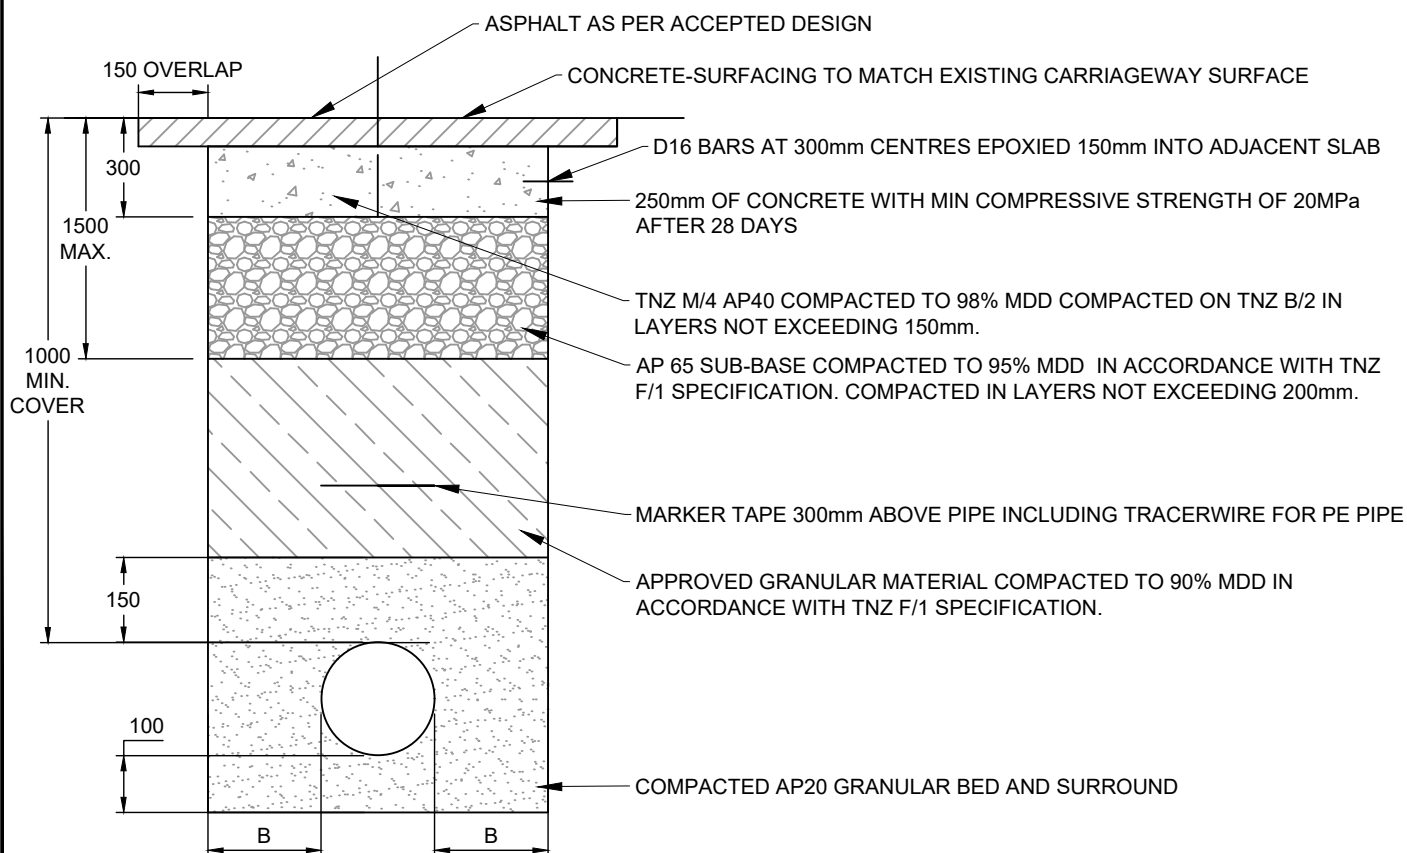 ASPHALT AS PER ACCEPTED DESIGN
150 OVERLAP
CONCRETE-SURFACING TO MATCH EXISTING CARRIAGEWAY SURFACE
D16 BARS AT 300mm CENTRES EPOXIED 150mm INTO ADJACENT SLAB
300
250mm OF CONCRETE WITH MIN COMPRESSIVE STRENGTH OF 20MPa
AFTER 28 DAYS
1500
MAX.
TNZ M/4 AP40 COMPACTED TO 98% MDD COMPACTED ON TNZ B/2 IN
LAYERS NOT EXCEEDING 150mm.
1000
MIN.
COVER
AP 65 SUB-BASE COMPACTED TO 95% MDD IN ACCORDANCE WITH TNZ
F/1 SPECIFICATION. COMPACTED IN LAYERS NOT EXCEEDING 200mm.
MARKER TAPE 300mm ABOVE PIPE INCLUDING TRACERWIRE FOR PE PIPE
APPROVED GRANULAR MATERIAL COMPACTED TO 90% MDD IN
ACCORDANCE WITH TNZ F/1 SPECIFICATION.
150
100
COMPACTED AP20 GRANULAR BED AND SURROUND
B
B